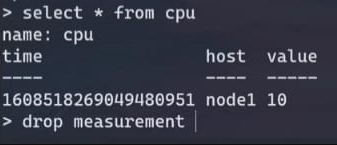 > select * from cpu
name: cpu
time host value
---- ---- -----
1608518269049480951 node1 10
> drop measurement